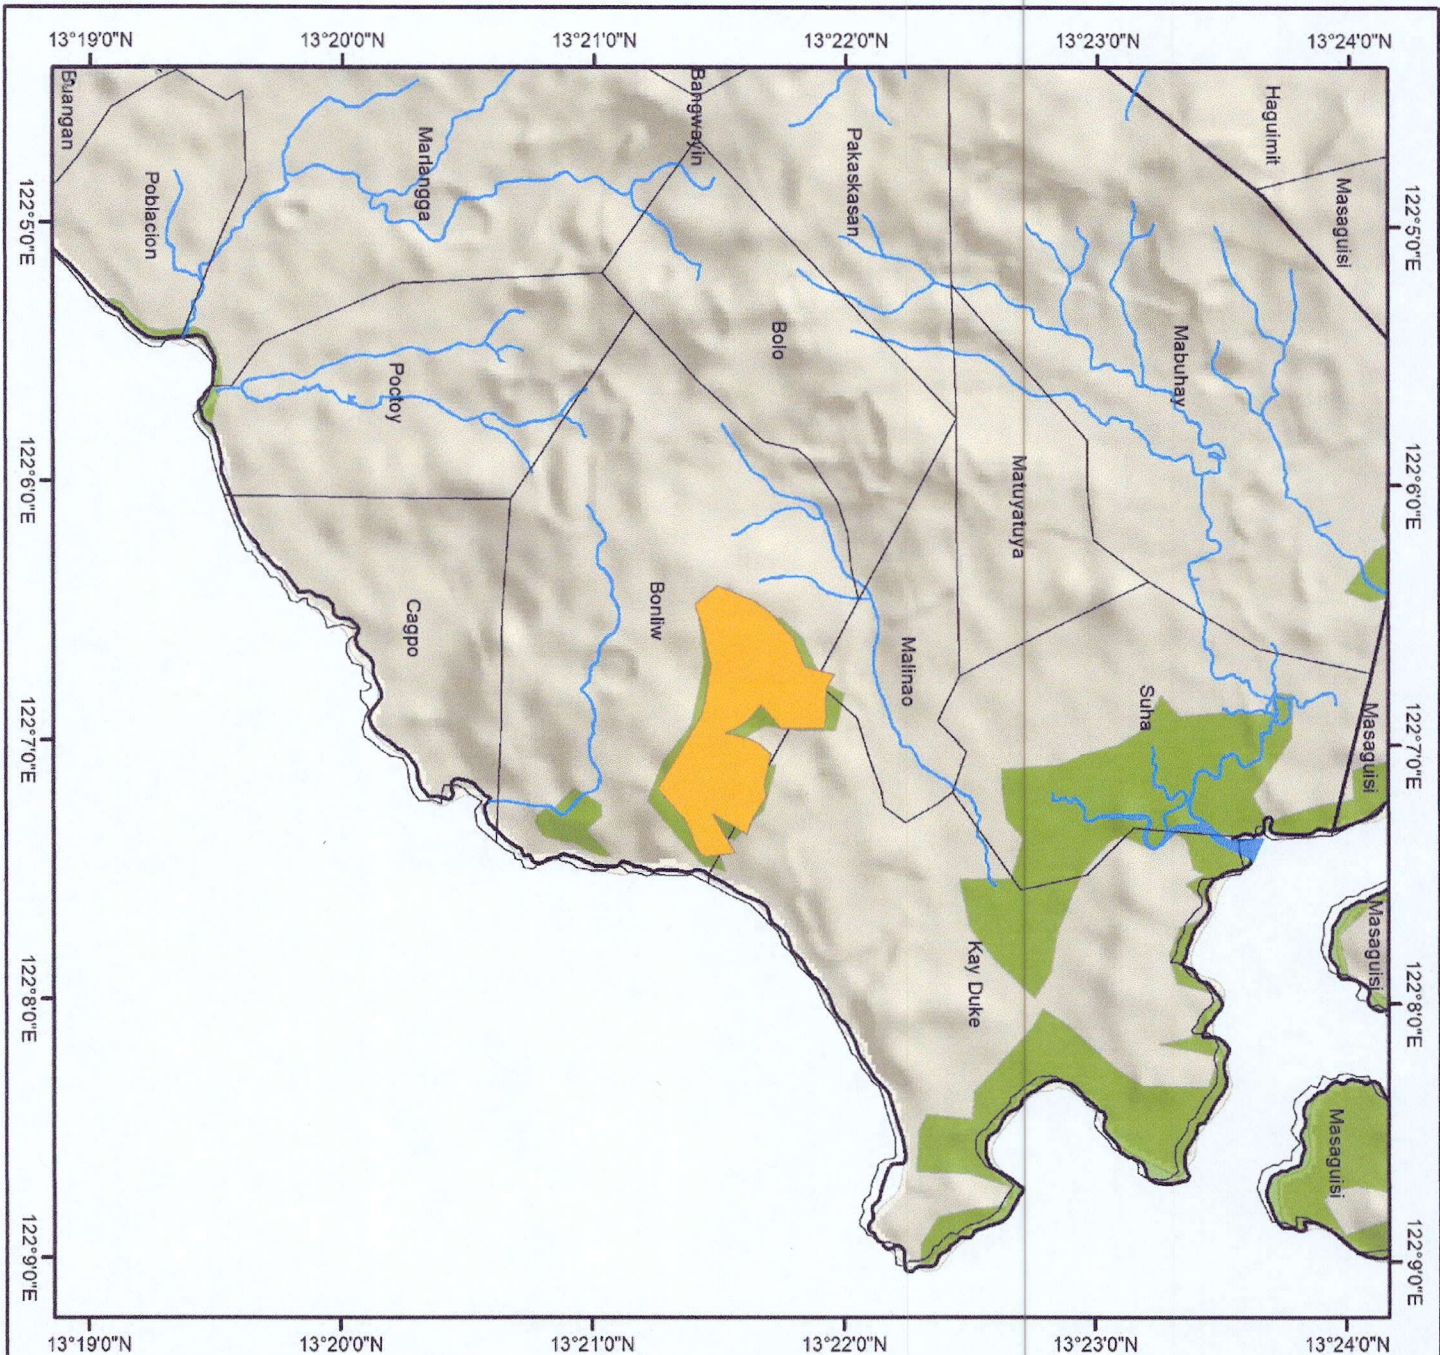 13°19'0"N 13°20'0"N 13°21'0"N 13°22'0"N 13°23'0"N 13°24'0"N
Buangan
Poblacion
Marlangga
Bangwayin
Pakaskasan
Haguimit
Masaguisi
122°5'0"E
122°5'0"E
Poctoy
Bolo
Mabuhay
Matuyatuya
122°6'0"E
122°6'0"E
Cagpo
Bonliw
Malinao
Suha
Masaguisi
122°7'0"E
122°7'0"E
Kay Duke
Masaguisi
122°8'0"E
122°8'0"E
Masaguisi
122°9'0"E
122°9'0"E
13°19'0"N 13°20'0"N 13°21'0"N 13°22'0"N 13°23'0"N 13°24'0"N